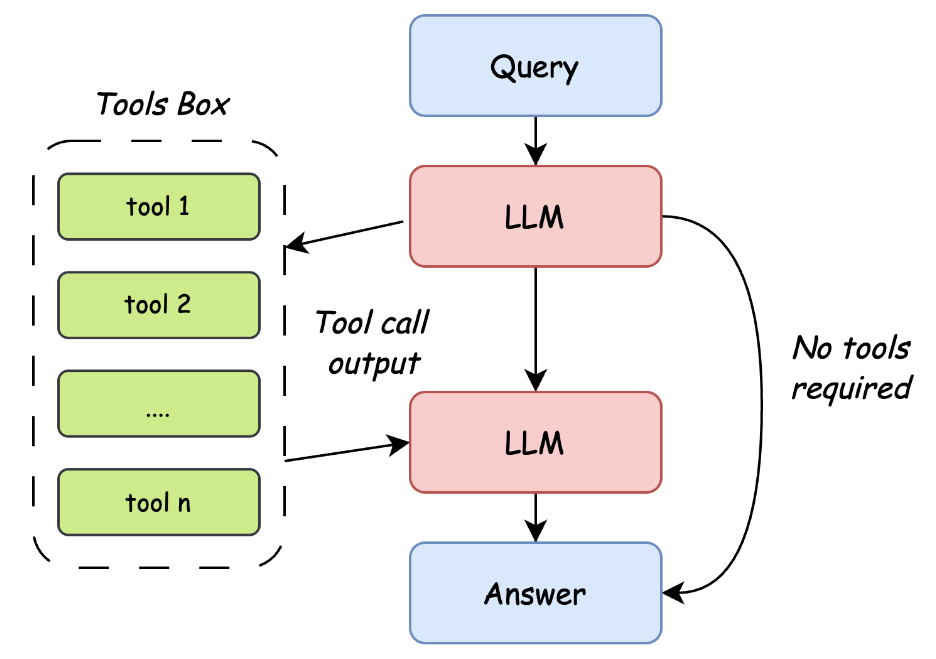 Query
Tools Box
tool 1
LLM
tool 2
Tool call
output
No tools
required
....
LLM
tool n
Answer